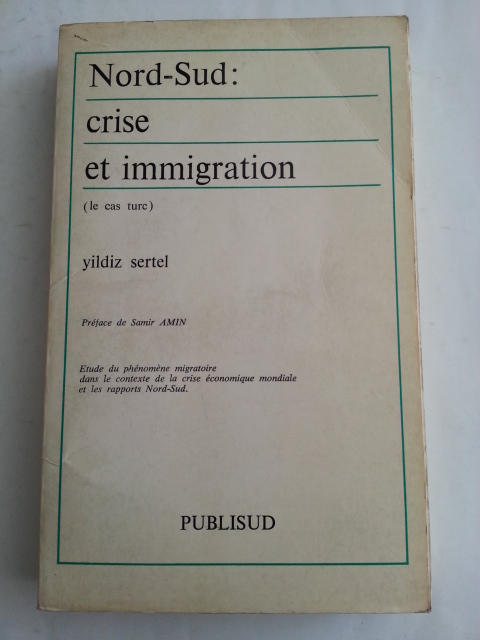 Nord-Sud:
crise
et immigration
(le cas turc)
yildiz sertel
Préface de Samir AMIN
Etude du phénomène migratoire
dans le contexte de la crise économique mondiale
et les rapports Nord-Sud.
PUBLISUD